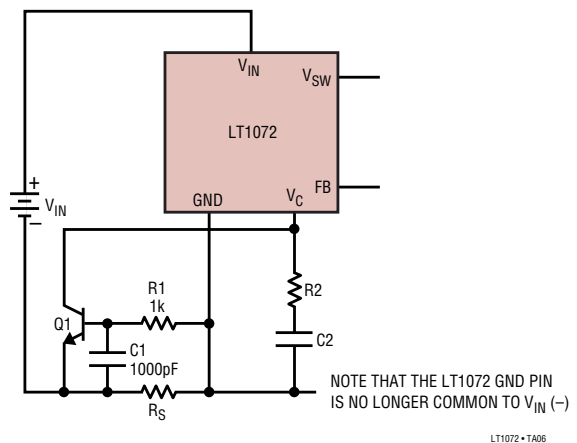 VIN
VSW
LT1072
FB
GND
VC
+
VIN
–
R1
1k
R2
Q1
C1
1000pF
C2
RS
NOTE THAT THE LT1072 GND PIN
IS NO LONGER COMMON TO VIN (–)
LT1072 • TA06